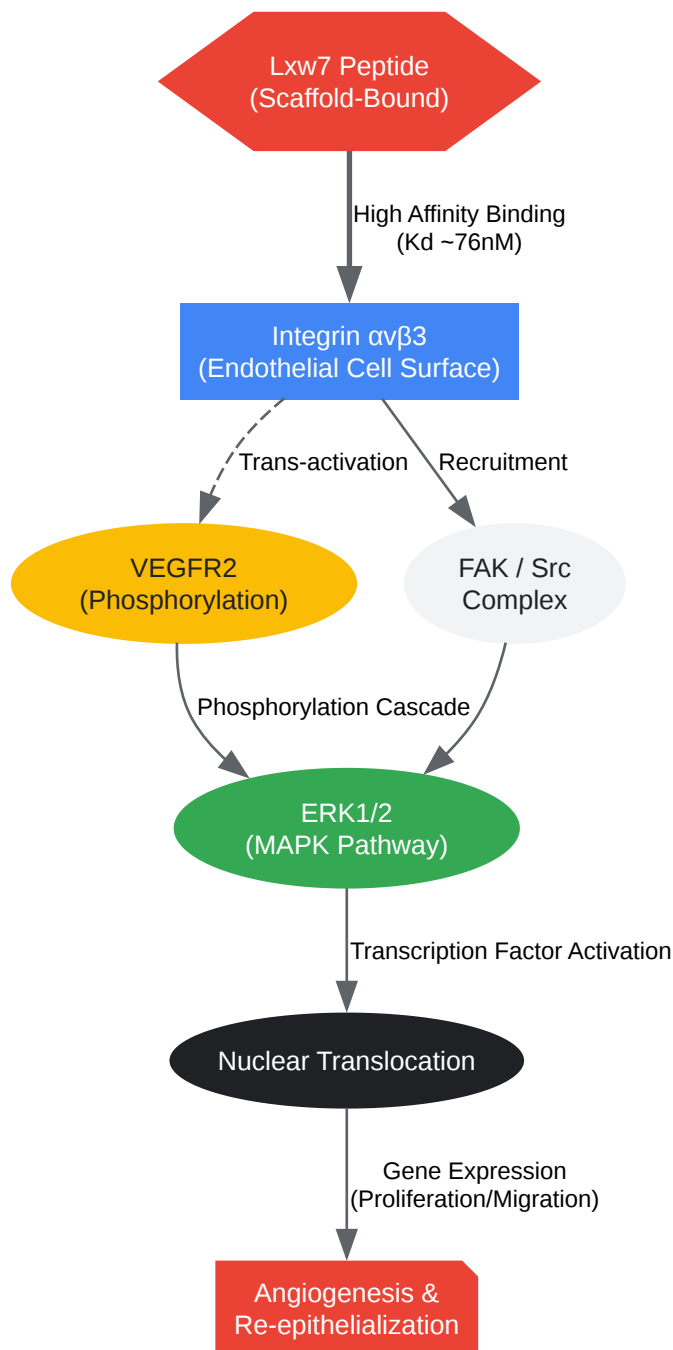 Lxw7 Peptide
(Scaffold-Bound)
High Affinity Binding
(Kd ~76nM)
Integrin αvβ3
(Endothelial Cell Surface)
Trans-activation
Recruitment
VEGFR2
(Phosphorylation)
FAK / Src
Complex
Phosphorylation Cascade
ERK1/2
(MAPK Pathway)
Transcription Factor Activation
Nuclear Translocation
Gene Expression
(Proliferation/Migration)
Angiogenesis &
Re-epithelialization